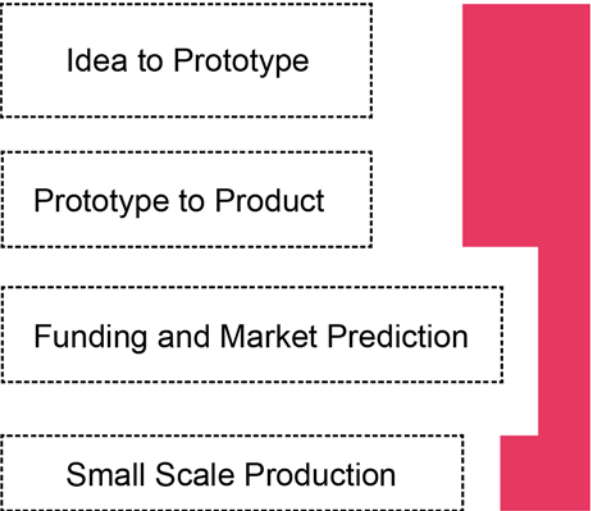 Idea to Prototype
Prototype to Product
Funding and Market Prediction
Small Scale Production